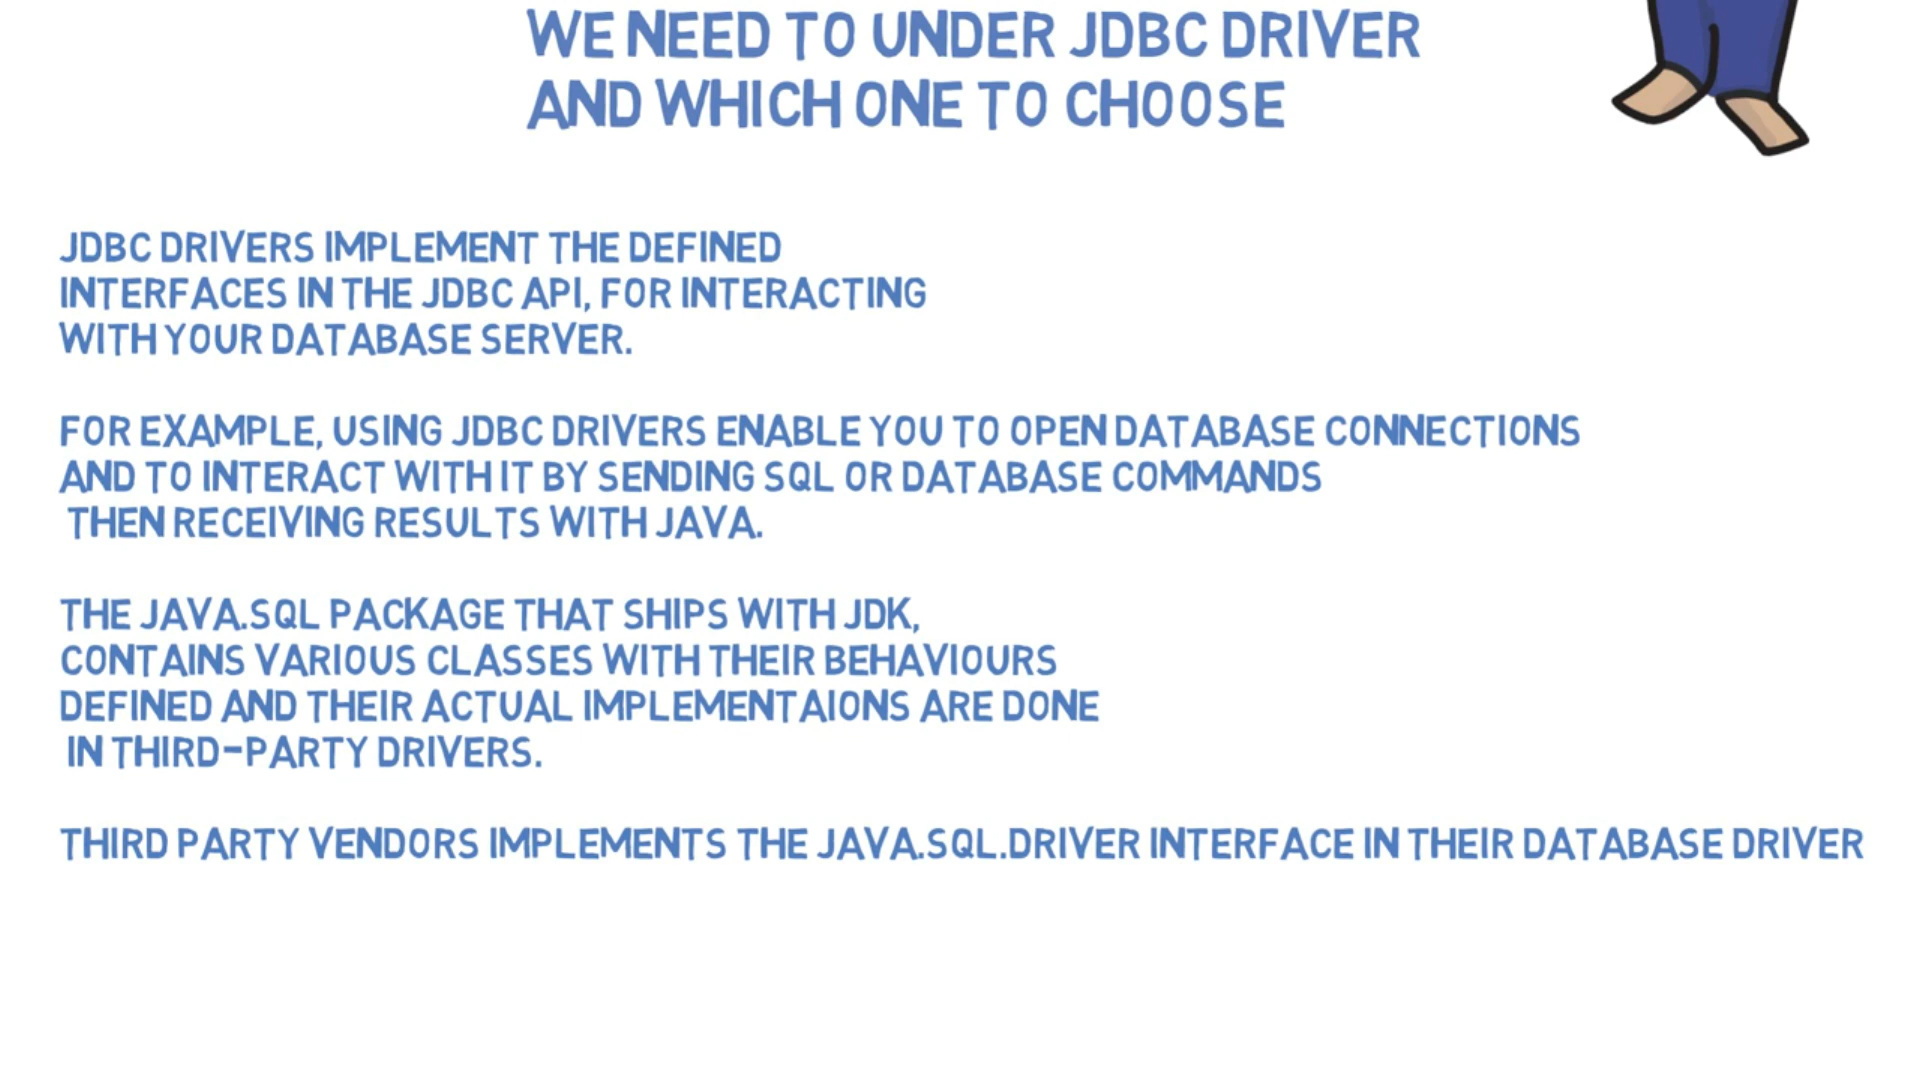 WE NEED TO UNDER JDBC DRIVER
AND WHICH ONE TO CHOOSE
JDBC DRIVERS IMPLEMENT THE DEFINED
INTERFACES IN THE JDBC API, FOR INTERACTING
WITH YOUR DATABASE SERVER.
FOR EXAMPLE, USING JDBC DRIVERS ENABLE YOU TO OPEN DATABASE CONNECTIONS
AND TO INTERACT WITH IT BY SENDING SQL OR DATABASE COMMANDS
THEN RECEIVING RESULTS WITH JAVA.
THE JAVA.SQL PACKAGE THAT SHIPS WITH JDK,
CONTAINS VARIOUS CLASSES WITH THEIR BEHAVIOURS
DEFINED AND THEIR ACTUAL IMPLEMENTAIONS ARE DONE
IN THIRD-PARTY DRIVERS.
THIRD PARTY VENDORS IMPLEMENTS THE JAVA.SQL.DRIVER INTERFACE IN THEIR DATABASE DRIVER